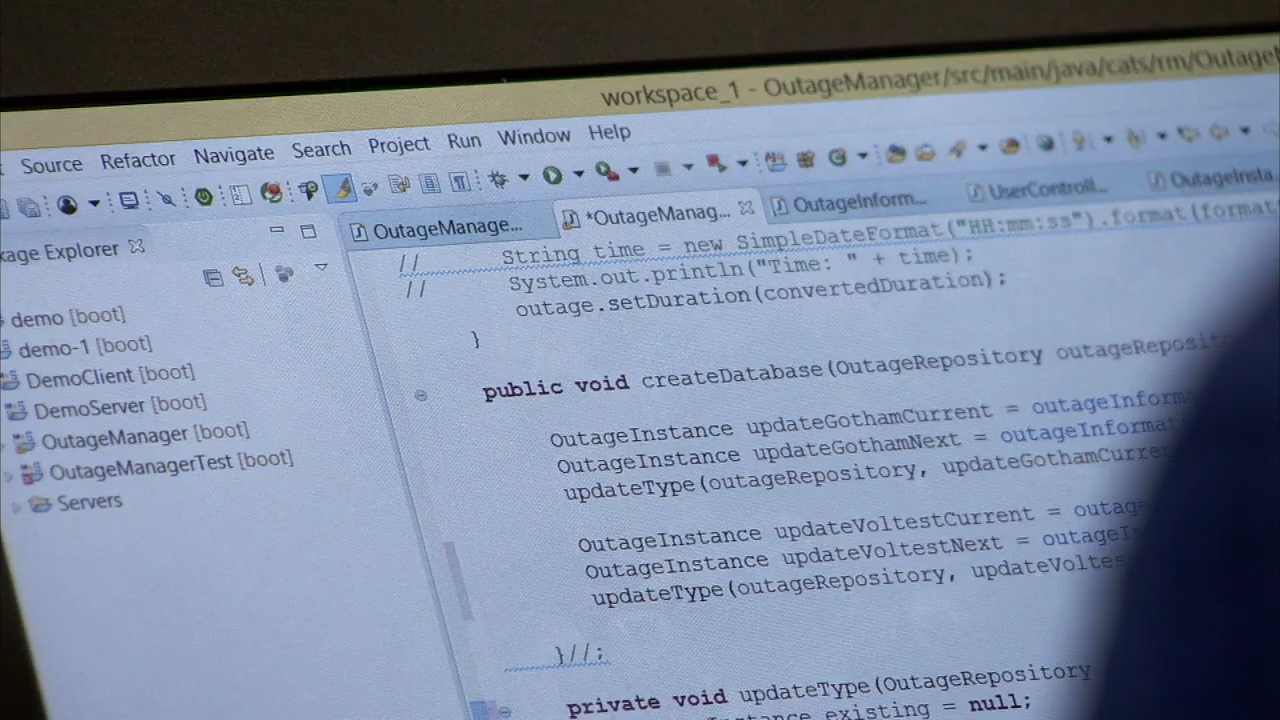 workspace_1 - OutageManager/src/main/java/cats/rm/Outage
Source Refactor Navigate Search Project Run Window Help
OutageManage... *OutageManag... OutageInform... UserControll... OutageInsta
kage Explorer
demo [boot]
demo-1 [boot]
DemoClient [boot]
DemoServer [boot]
OutageManager [boot]
OutageManagerTest [boot]
Servers
// String time = new SimpleDateFormat("HH:mm:ss").format(format
// System.out.println("Time: " + time);
outage.setDuration(convertedDuration);
}
public void createDatabase(OutageRepository outageReposit
OutageInstance updateGothamCurrent = outageInforma
OutageInstance updateGothamNext = outageInformat
updateType(outageRepository, updateGothamCurre
OutageInstance updateVoltestCurrent = outage
OutageInstance updateVoltestNext = outageI
updateType(outageRepository, updateVoltes
}//;
private void updateType(OutageRepository
Instance existing = null;